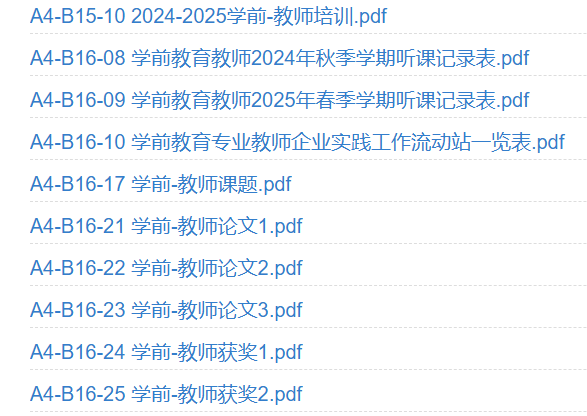 A4-B15-10 2024-2025学前-教师培训.pdf
A4-B16-08 学前教育教师2024年秋季学期听课记录表.pdf
A4-B16-09 学前教育教师2025年春季学期听课记录表.pdf
A4-B16-10 学前教育专业教师企业实践工作流动站一览表.pdf
A4-B16-17 学前-教师课题.pdf
A4-B16-21 学前-教师论文1.pdf
A4-B16-22 学前-教师论文2.pdf
A4-B16-23 学前-教师论文3.pdf
A4-B16-24 学前-教师获奖1.pdf
A4-B16-25 学前-教师获奖2.pdf